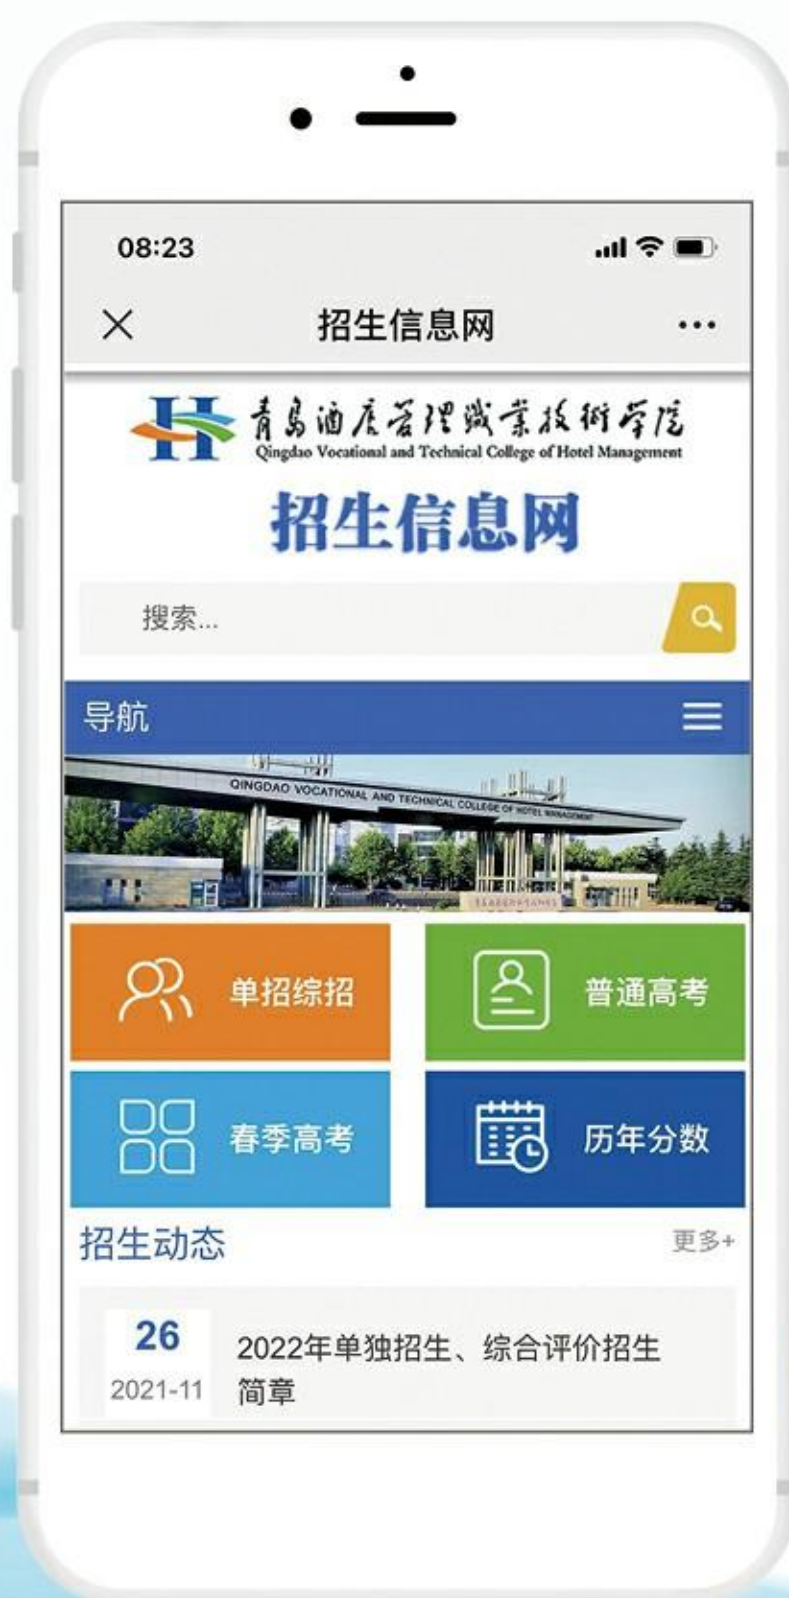 08:23
招生信息网
青岛酒店管理职业技术学院
Qingdao Vocational and Technical College of Hotel Management
招生信息网
搜索...
导航
QINGDAO VOCATIONAL AND TECHNICAL COLLEGE OF HOTEL MANAGEMENT
单招综招
普通高考
春季高考
历年分数
招生动态
更多+
26
2021-11
2022年单独招生、综合评价招生
简章